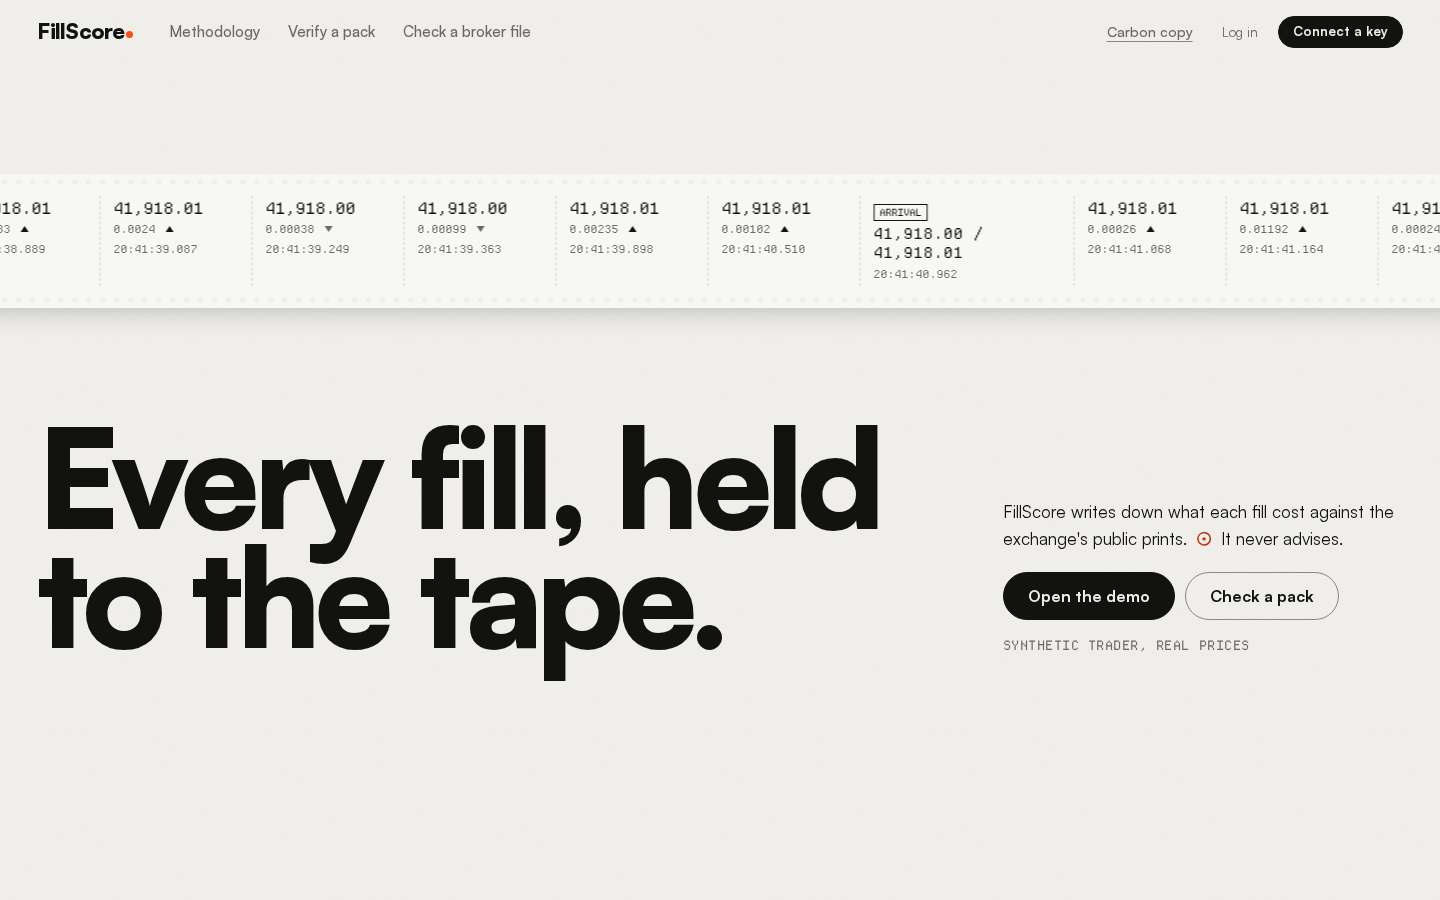 FillScore.
Methodology
Verify a pack
Check a broker file
Carbon copy
Log in
Connect a key
41,918.01
0.0024 ▲
20:41:39.087
41,918.00
0.00038 ▼
20:41:39.249
41,918.00
0.00099 ▼
20:41:39.363
41,918.01
0.00235 ▲
20:41:39.898
41,918.01
0.00102 ▲
20:41:40.510
ARRIVAL
41,918.00 /
41,918.01
20:41:40.962
41,918.01
0.00026 ▲
20:41:41.068
41,918.01
0.01192 ▲
20:41:41.164
Every fill, held
to the tape.
FillScore writes down what each fill cost against the
exchange's public prints. It never advises.
Open the demo
Check a pack
SYNTHETIC TRADER, REAL PRICES